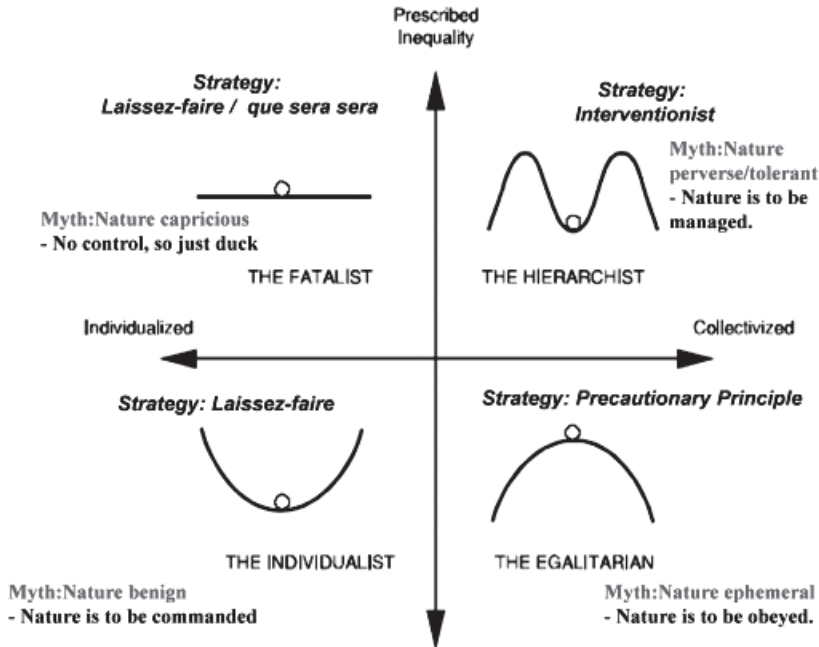 Prescribed
Inequality
Strategy:
Laissez-faire / que sera sera
Strategy:
Interventionist
Myth:Nature
perverse/tolerant
- Nature is to be
managed.
Myth:Nature capricious
- No control, so just duck
THE FATALIST
THE HIERARCHIST
Individualized
Collectivized
Strategy: Laissez-faire
Strategy: Precautionary Principle
THE INDIVIDUALIST
THE EGALITARIAN
Myth:Nature benign
- Nature is to be commanded
Myth:Nature ephemeral
- Nature is to be obeyed.